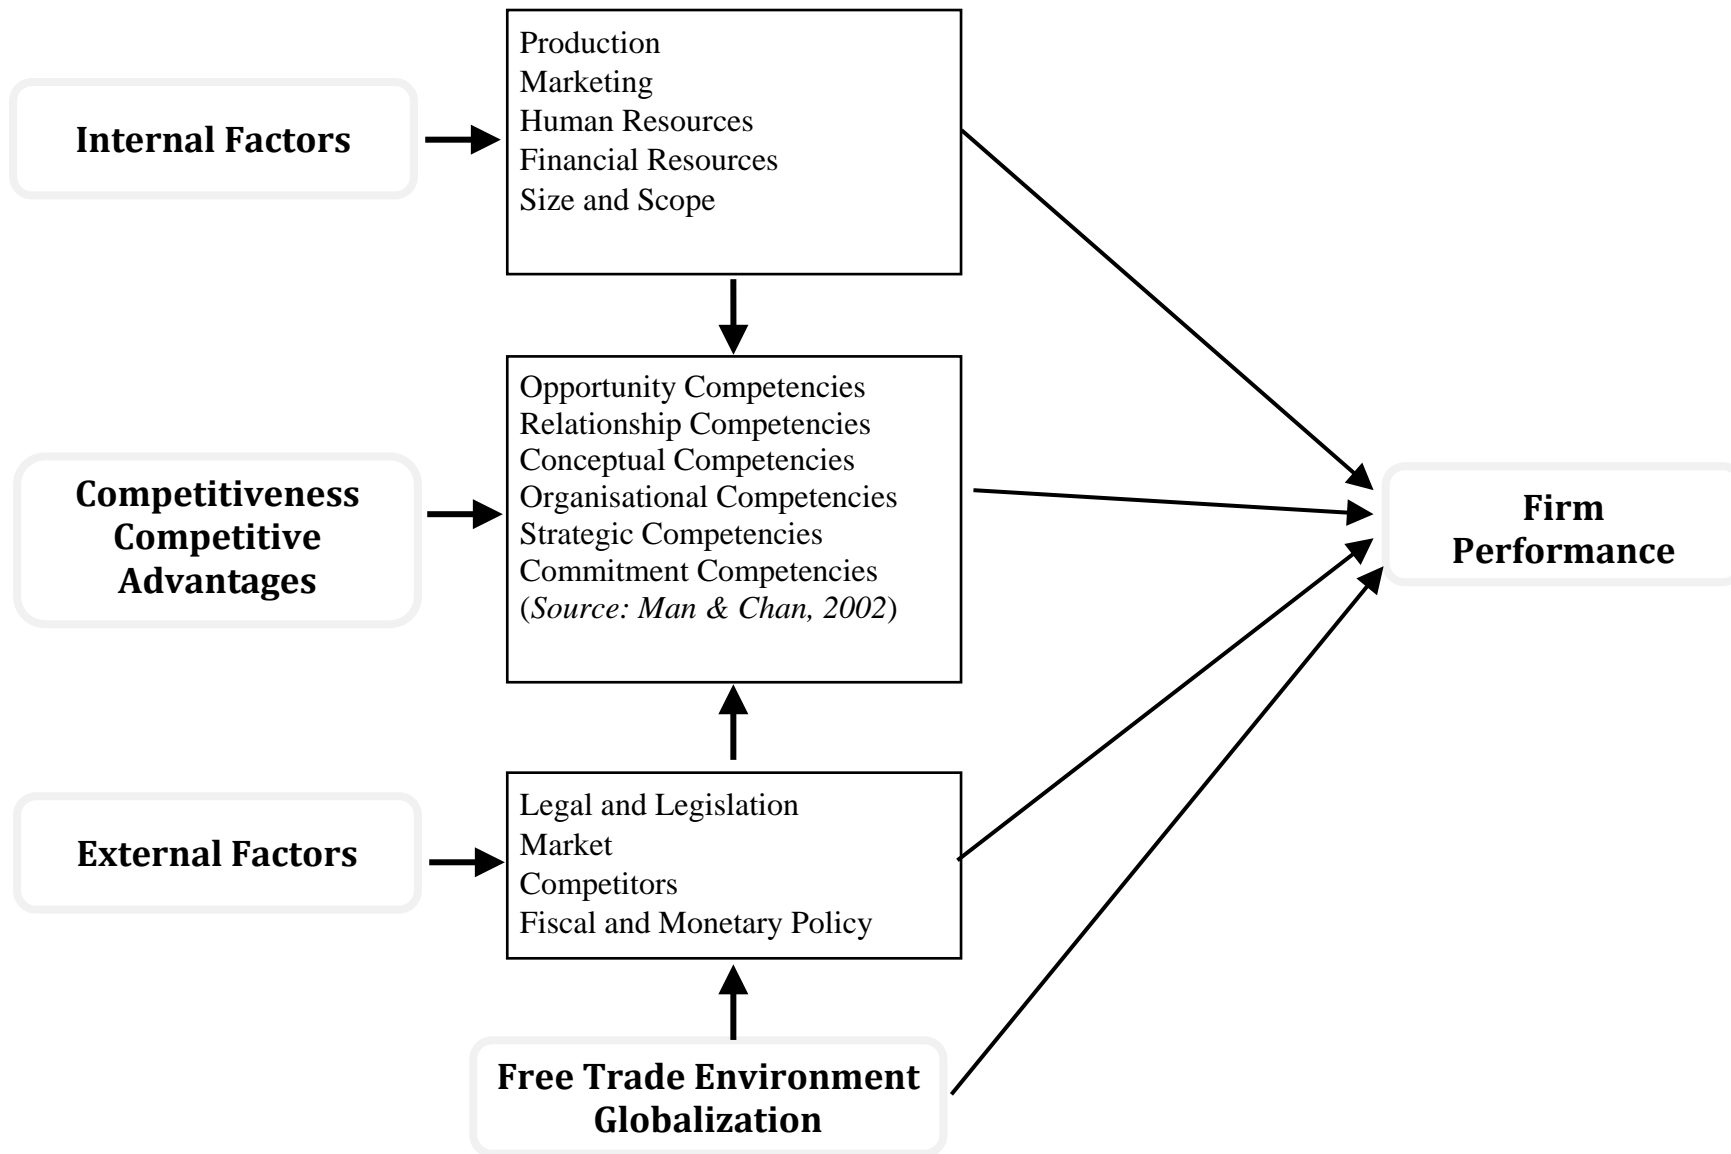 Production
Marketing
Human Resources
Financial Resources
Size and Scope
Internal Factors
Opportunity Competencies
Relationship Competencies
Conceptual Competencies
Organisational Competencies
Strategic Competencies
Commitment Competencies
(Source: Man & Chan, 2002)
Competitiveness
Competitive
Advantages
Firm
Performance
Legal and Legislation
Market
Competitors
Fiscal and Monetary Policy
External Factors
Free Trade Environment
Globalization